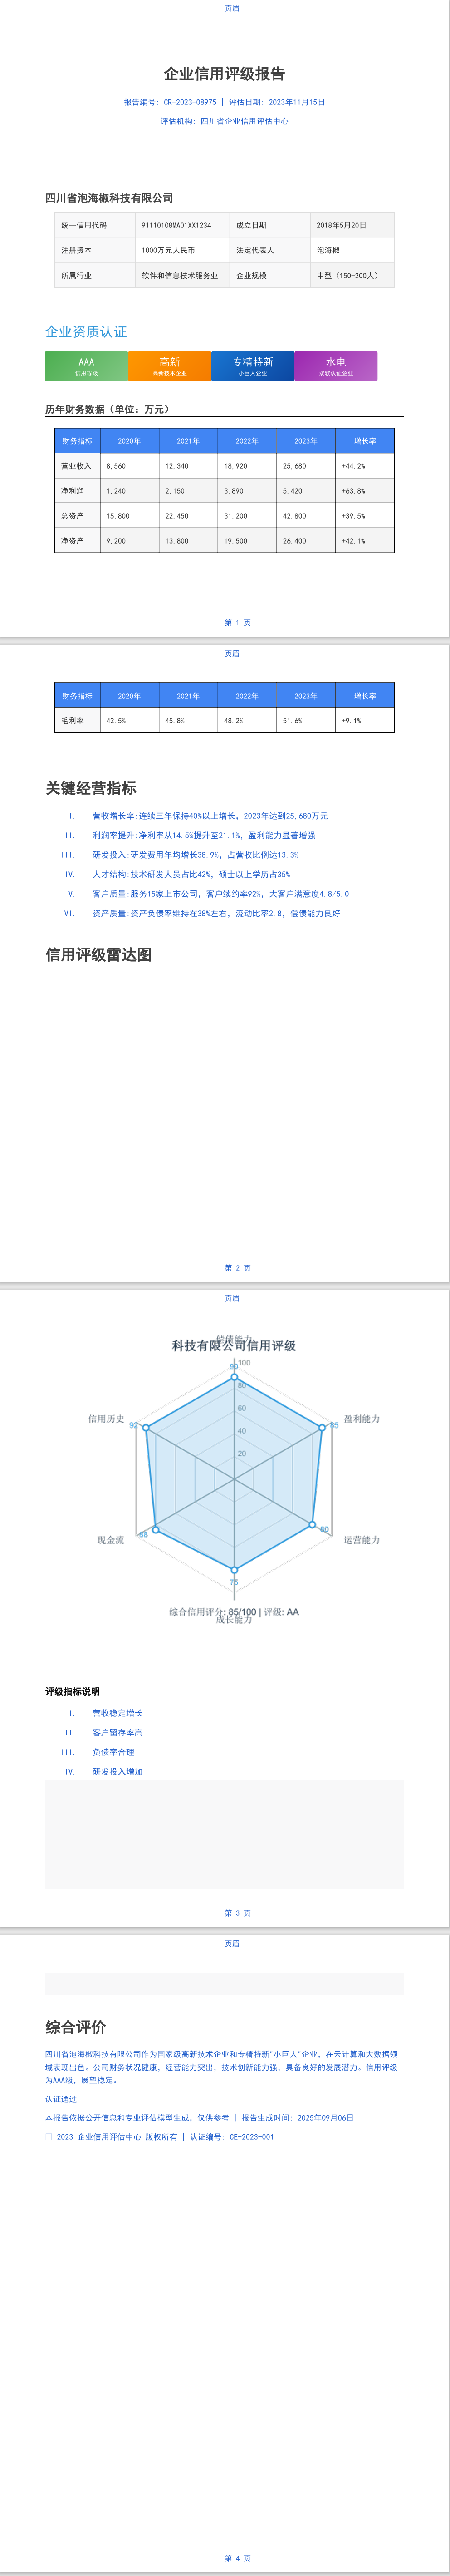 页眉
企业信用评级报告
报告编号: CR-2023-08975 | 评估日期: 2023年11月15日
评估机构: 四川省企业信用评估中心
四川省泡海椒科技有限公司
统一信用代码 91110108MA01XX1234 成立日期 2018年5月20日
注册资本 1000万元人民币 法定代表人 泡海椒
所属行业 软件和信息技术服务业 企业规模 中型（150-200人）
企业资质认证
AAA 高新 专精特新 水电
信用等级 高新技术企业 小巨人企业 双软认证企业
历年财务数据（单位: 万元）
财务指标 2020年 2021年 2022年 2023年 增长率
营业收入 8,560 12,340 18,920 25,680 +44.2%
净利润 1,240 2,150 3,890 5,420 +63.8%
总资产 15,800 22,450 31,200 42,800 +39.5%
净资产 9,200 13,800 19,500 26,400 +42.1%
第 1 页
页眉
财务指标 2020年 2021年 2022年 2023年 增长率
毛利率 42.5% 45.8% 48.2% 51.6% +9.1%
关键经营指标
I. 营收增长率:连续三年保持40%以上增长, 2023年达到25,680万元
II. 利润率提升:净利率从14.5%提升至21.1%, 盈利能力显著增强
III. 研发投入:研发费用年均增长38.9%, 占营收比例达13.3%
IV. 人才结构:技术研发人员占比42%, 硕士以上学历占35%
V. 客户质量:服务15家上市公司, 客户续约率92%, 大客户满意度4.8/5.0
VI. 资产质量:资产负债率维持在38%左右, 流动比率2.8, 偿债能力良好
信用评级雷达图
第 2 页
页眉
偿债能力
科技有限公司信用评级
90
100
80
60
40
20
信用历史
92
85
盈利能力
现金流
88
80
运营能力
75
综合信用评分: 85/100 | 评级: AA
成长能力
评级指标说明
I. 营收稳定增长
II. 客户留存率高
III. 负债率合理
IV. 研发投入增加
第 3 页
页眉
综合评价
四川省泡海椒科技有限公司作为国家级高新技术企业和专精特新"小巨人"企业, 在云计算和大数据领
域表现出色。公司财务状况健康, 经营能力突出, 技术创新能力强, 具备良好的发展潜力。信用评级
为AAA级, 展望稳定。
认证通过
本报告依据公开信息和专业评估模型生成, 仅供参考 | 报告生成时间: 2025年09月06日
□ 2023 企业信用评估中心 版权所有 | 认证编号: CE-2023-001
第 4 页